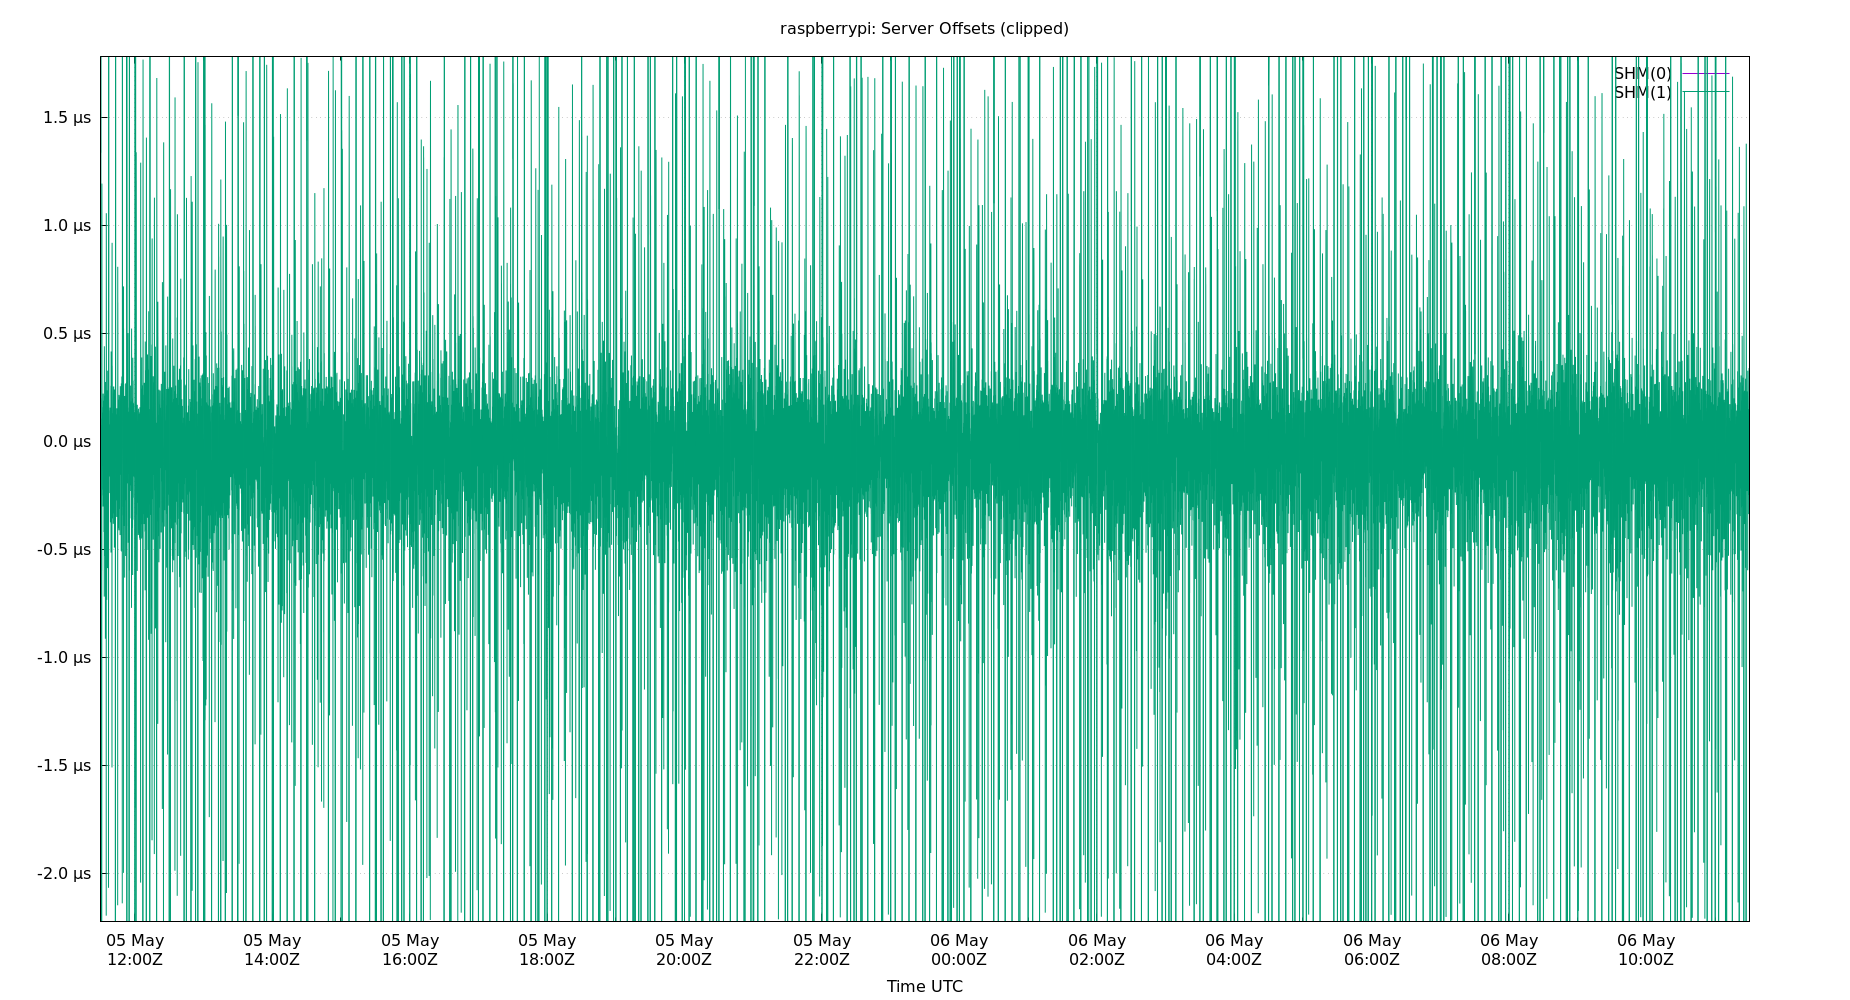 raspberrypi: Server Offsets (clipped)
SHM(0)
SHM(1)
1.5 µs
1.0 µs
0.5 µs
0.0 µs
-0.5 µs
-1.0 µs
-1.5 µs
-2.0 µs
05 May 05 May 05 May 05 May 05 May 05 May 06 May 06 May 06 May 06 May 06 May 06 May
12:00Z 14:00Z 16:00Z 18:00Z 20:00Z 22:00Z 00:00Z 02:00Z 04:00Z 06:00Z 08:00Z 10:00Z
Time UTC